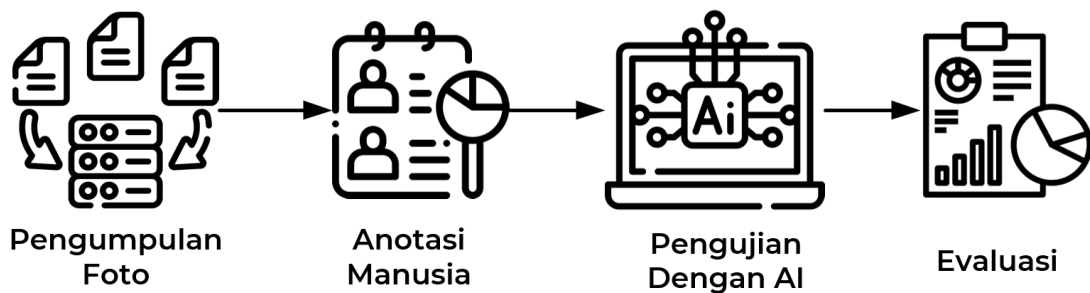 Ai
Pengumpulan
Foto
Anotasi
Manusia
Pengujian
Dengan AI
Evaluasi